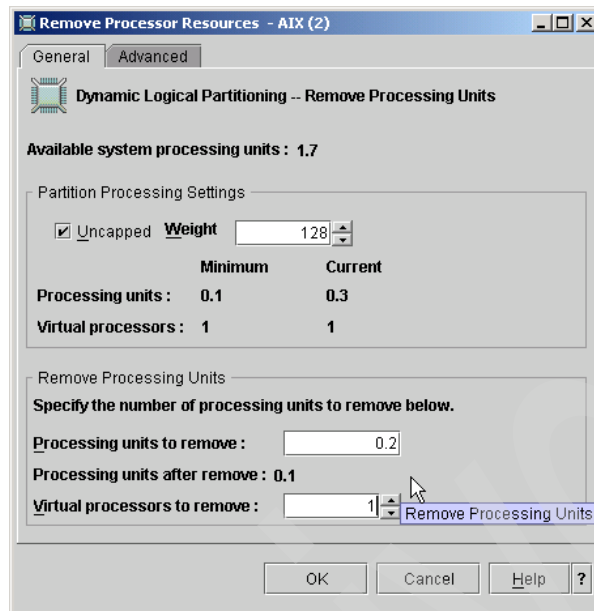 Remove Processor Resources - AIX (2)
General Advanced
Dynamic Logical Partitioning -- Remove Processing Units
Available system processing units : 1.7
Partition Processing Settings
Uncapped Weight 128
Minimum Current
Processing units : 0.1 0.3
Virtual processors : 1 1
Remove Processing Units
Specify the number of processing units to remove below.
Processing units to remove : 0.2
Processing units after remove : 0.1
Virtual processors to remove : 1
Remove Processing Units
OK Cancel Help ?